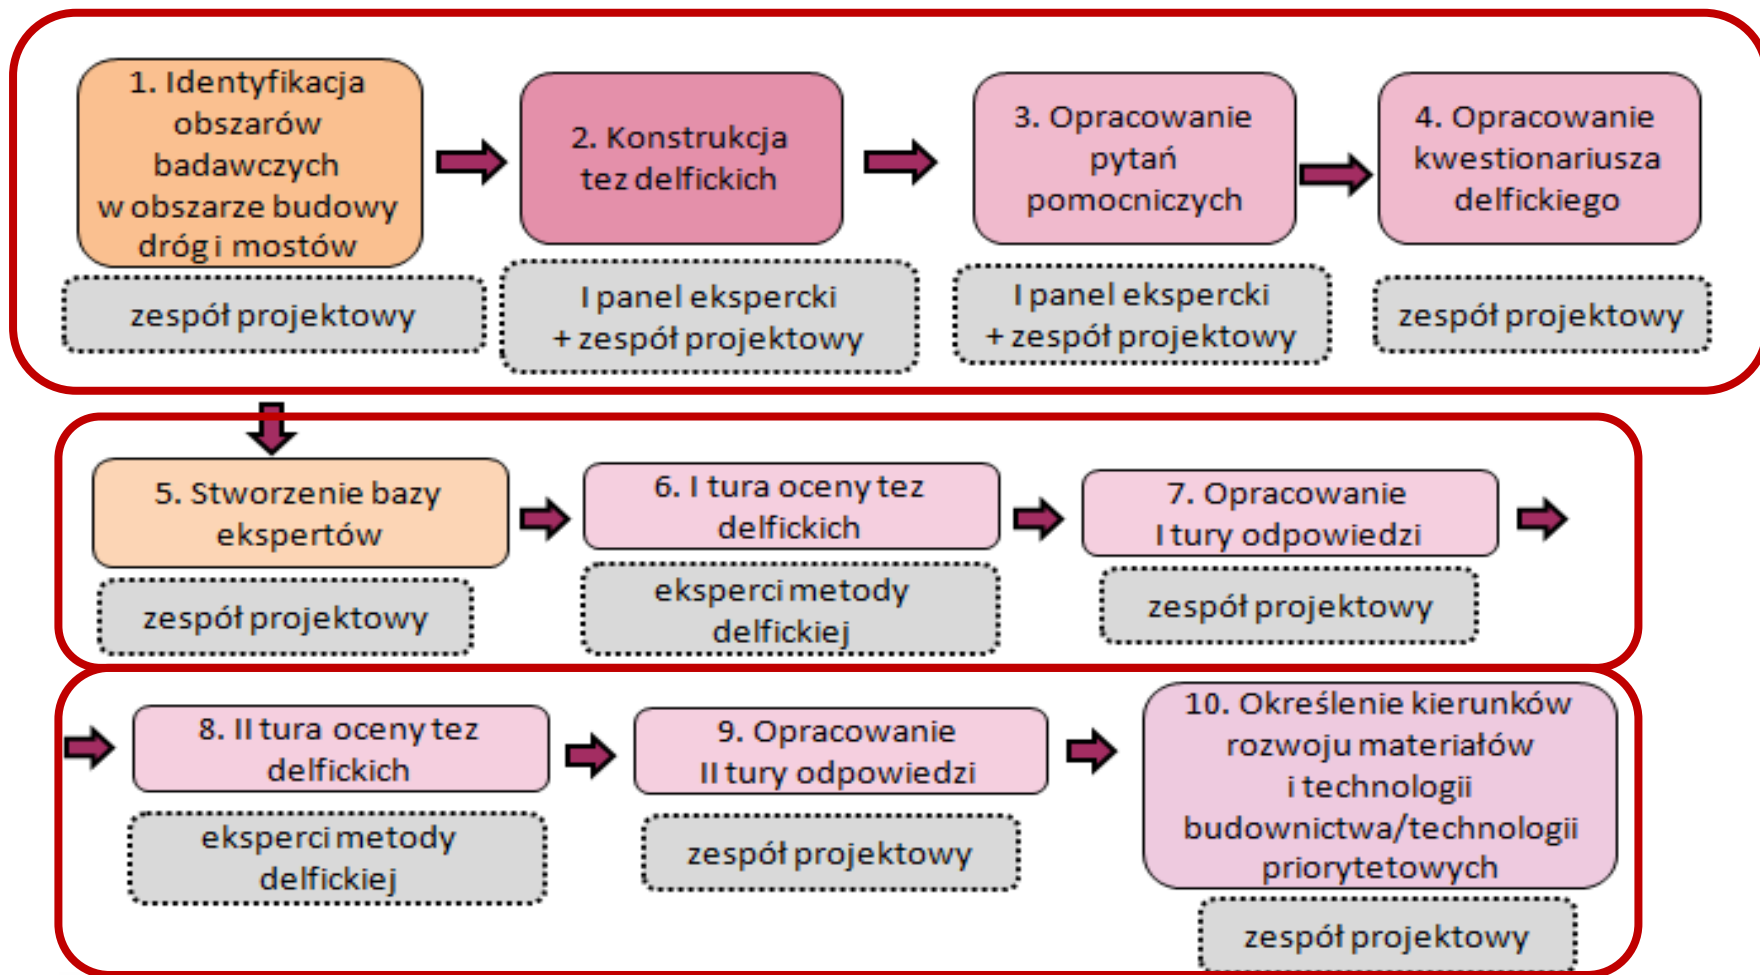 1. Identyfikacja
obszarów
badawczych
w obszarze budowy
dróg i mostów
zespół projektowy
2. Konstrukcja
tez delfickich
I panel ekspercki
+ zespół projektowy
3. Opracowanie
pytań
pomocniczych
I panel ekspercki
+ zespół projektowy
4. Opracowanie
kwestionariusza
delfickiego
zespół projektowy
5. Stworzenie bazy
ekspertów
zespół projektowy
6. I tura oceny tez
delfickich
eksperci metody
delfickiej
7. Opracowanie
I tury odpowiedzi
zespół projektowy
8. II tura oceny tez
delfickich
eksperci metody
delfickiej
9. Opracowanie
II tury odpowiedzi
zespół projektowy
10. Określenie kierunków
rozwoju materiałów
i technologii
budownictwa/technologii
priorytetowych
zespół projektowy